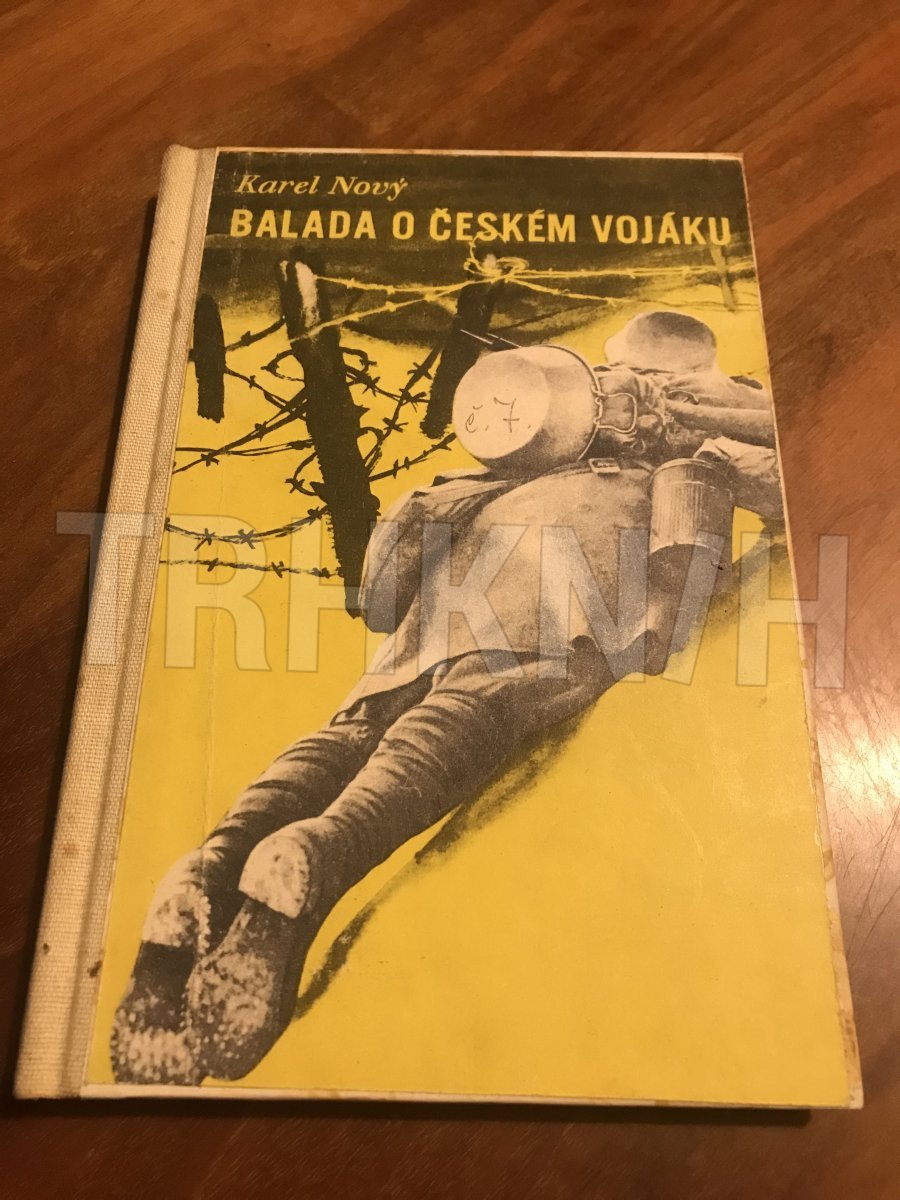 Karel Nový
BALADA O ČESKÉM VOJÁKU
č. 7.
TRHKNIH